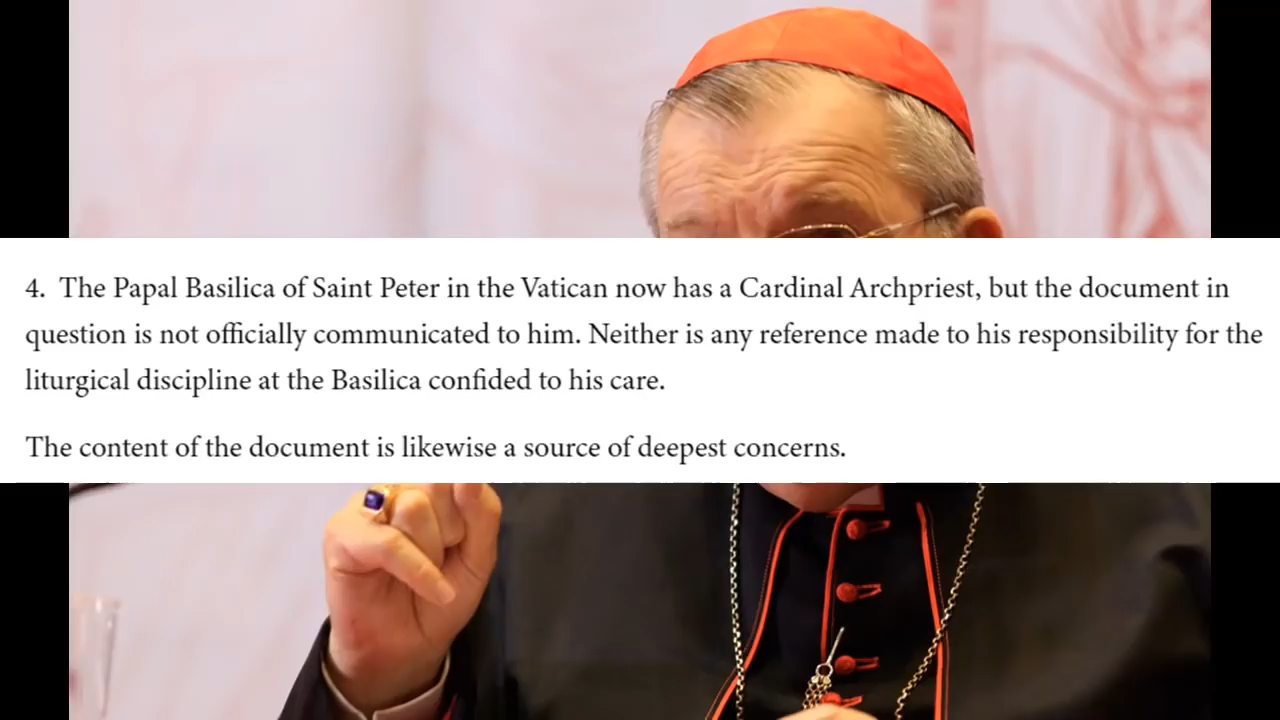 4. The Papal Basilica of Saint Peter in the Vatican now has a Cardinal Archpriest, but the document in
question is not officially communicated to him. Neither is any reference made to his responsibility for the
liturgical discipline at the Basilica confided to his care.
The content of the document is likewise a source of deepest concerns.